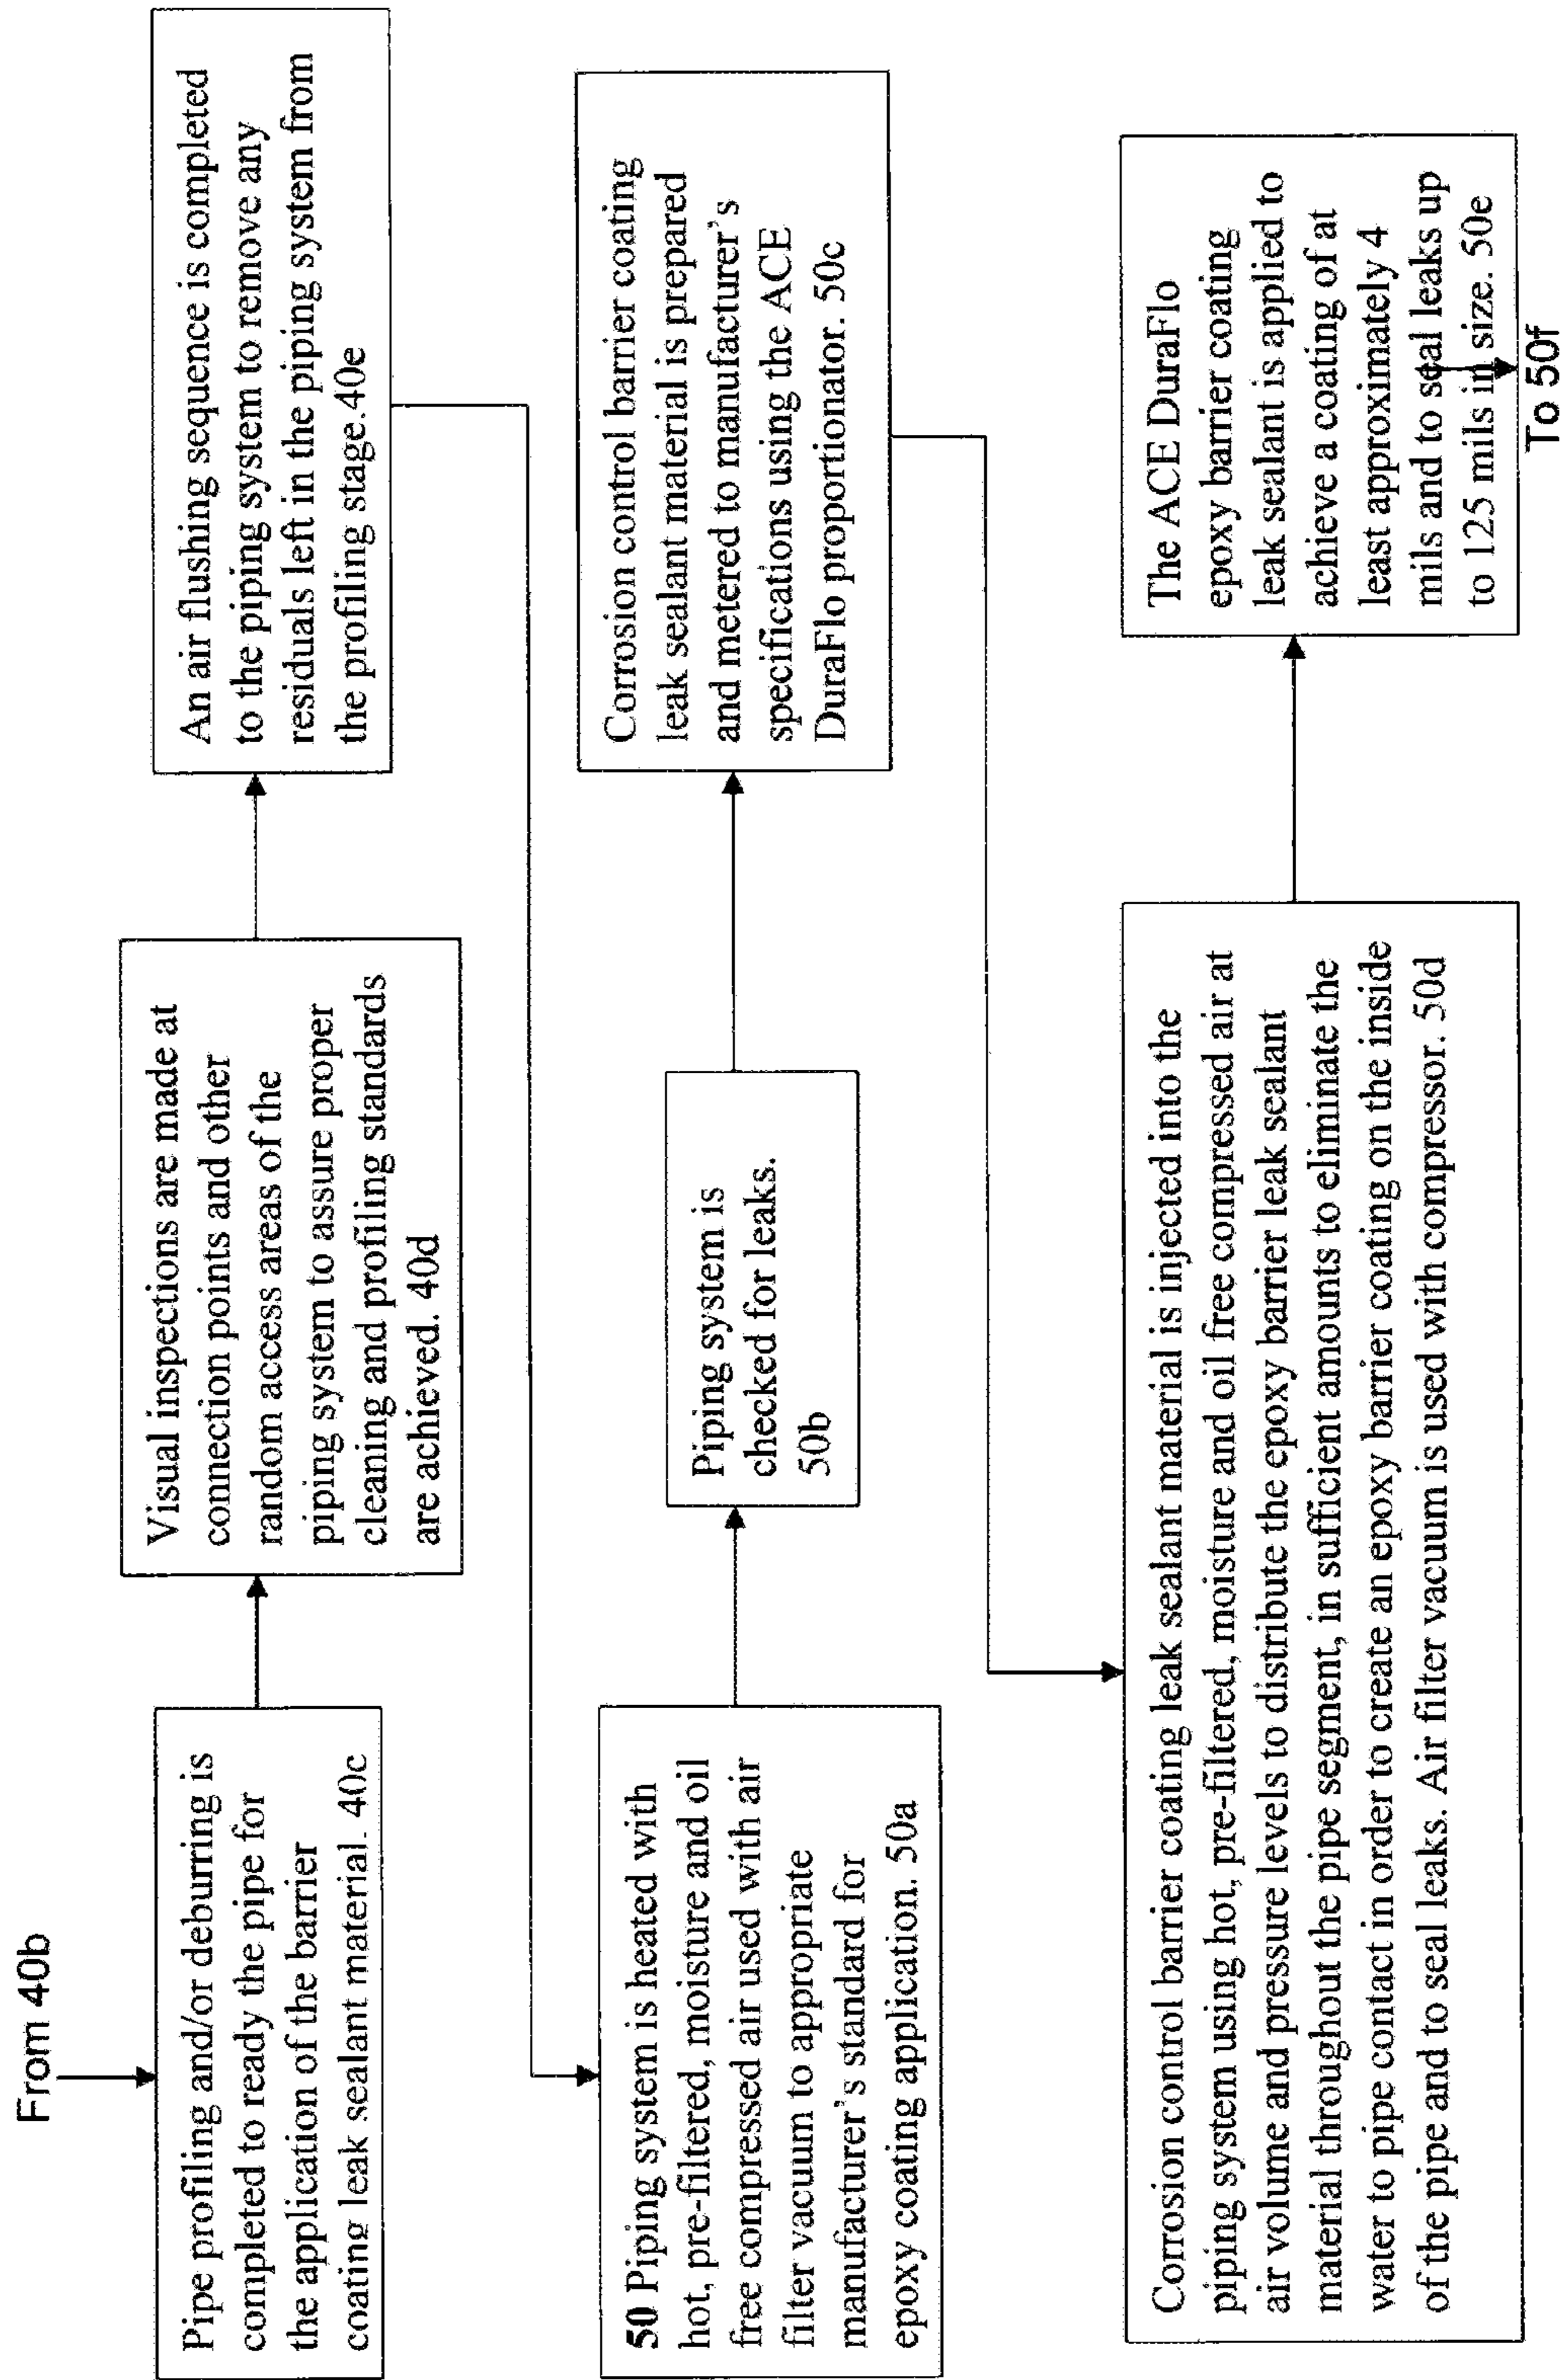 From 40b
Pipe profiling and/or deburring is
completed to ready the pipe for
the application of the barrier
coating leak sealant material. 40c
Visual inspections are made at
connection points and other
random access areas of the
piping system to assure proper
cleaning and profiling standards
are achieved. 40d
An air flushing sequence is completed
to the piping system to remove any
residuals left in the piping system from
the profiling stage.40e
50 Piping system is heated with
hot, pre-filtered, moisture and oil
free compressed air used with air
filter vacuum to appropriate
manufacturer's standard for
epoxy coating application. 50a
Piping system is
checked for leaks.
50b
Corrosion control barrier coating
leak sealant material is prepared
and metered to manufacturer's
specifications using the ACE
DuraFlo proportionator. 50c
Corrosion control barrier coating leak sealant material is injected into the
piping system using hot, pre-filtered, moisture and oil free compressed air at
air volume and pressure levels to distribute the epoxy barrier leak sealant
material throughout the pipe segment, in sufficient amounts to eliminate the
water to pipe contact in order to create an epoxy barrier coating on the inside
of the pipe and to seal leaks. Air filter vacuum is used with compressor. 50d
The ACE DuraFlo
epoxy barrier coating
leak sealant is applied to
achieve a coating of at
least approximately 4
mils and to seal leaks up
to 125 mils in size. 50e
To 50f